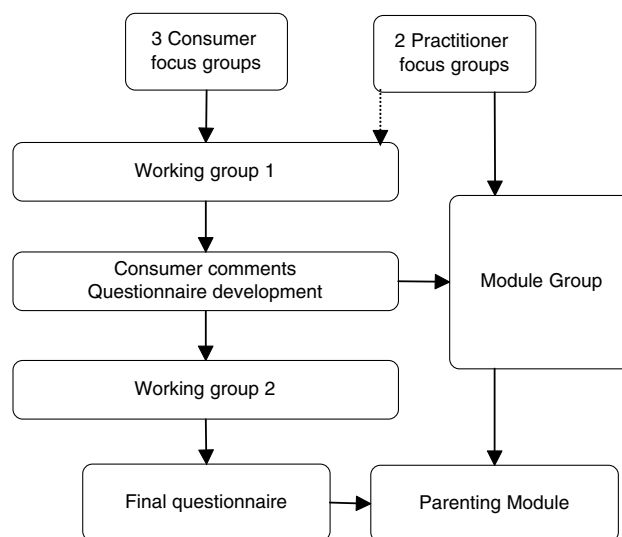 3 Consumer
focus groups
2 Practitioner
focus groups
Working group 1
Consumer comments
Questionnaire development
Module Group
Working group 2
Final questionnaire
Parenting Module